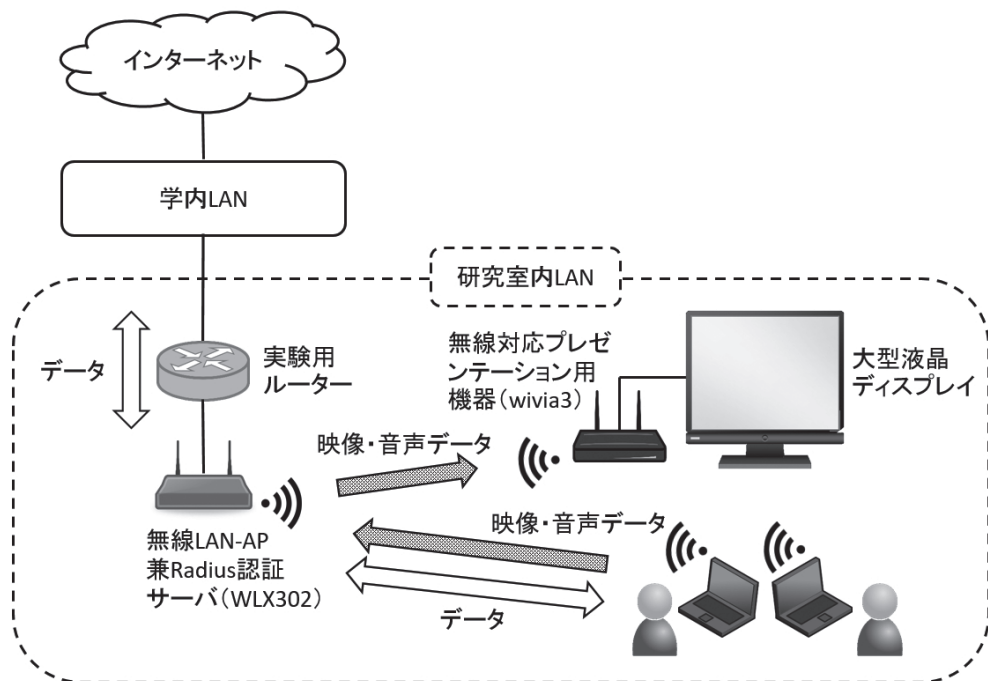 インターネット
学内LAN
研究室内LAN
データ
実験用
ルーター
無線対応プレゼ
ンテーション用
機器(wivia3)
大型液晶
ディスプレイ
映像・音声データ
無線LAN-AP
兼Radius認証
サーバ(WLX302)
映像・音声データ
データ